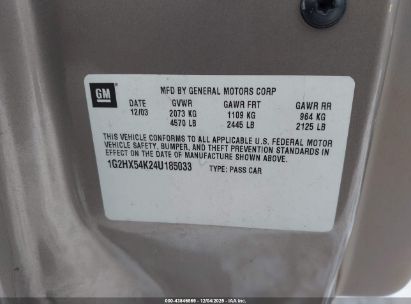 GM
MFD BY GENERAL MOTORS CORP
DATE GVWR GAWR FRT GAWR RR
12/03 2073 KG 1109 KG 964 KG
4570 LB 2445 LB 2125 LB
THIS VEHICLE CONFORMS TO ALL APPLICABLE U.S. FEDERAL MOTOR
VEHICLE SAFETY, BUMPER, AND THEFT PREVENTION STANDARDS IN
EFFECT ON THE DATE OF MANUFACTURE SHOWN ABOVE.
1G2HX54K24U185033 TYPE: PASS CAR